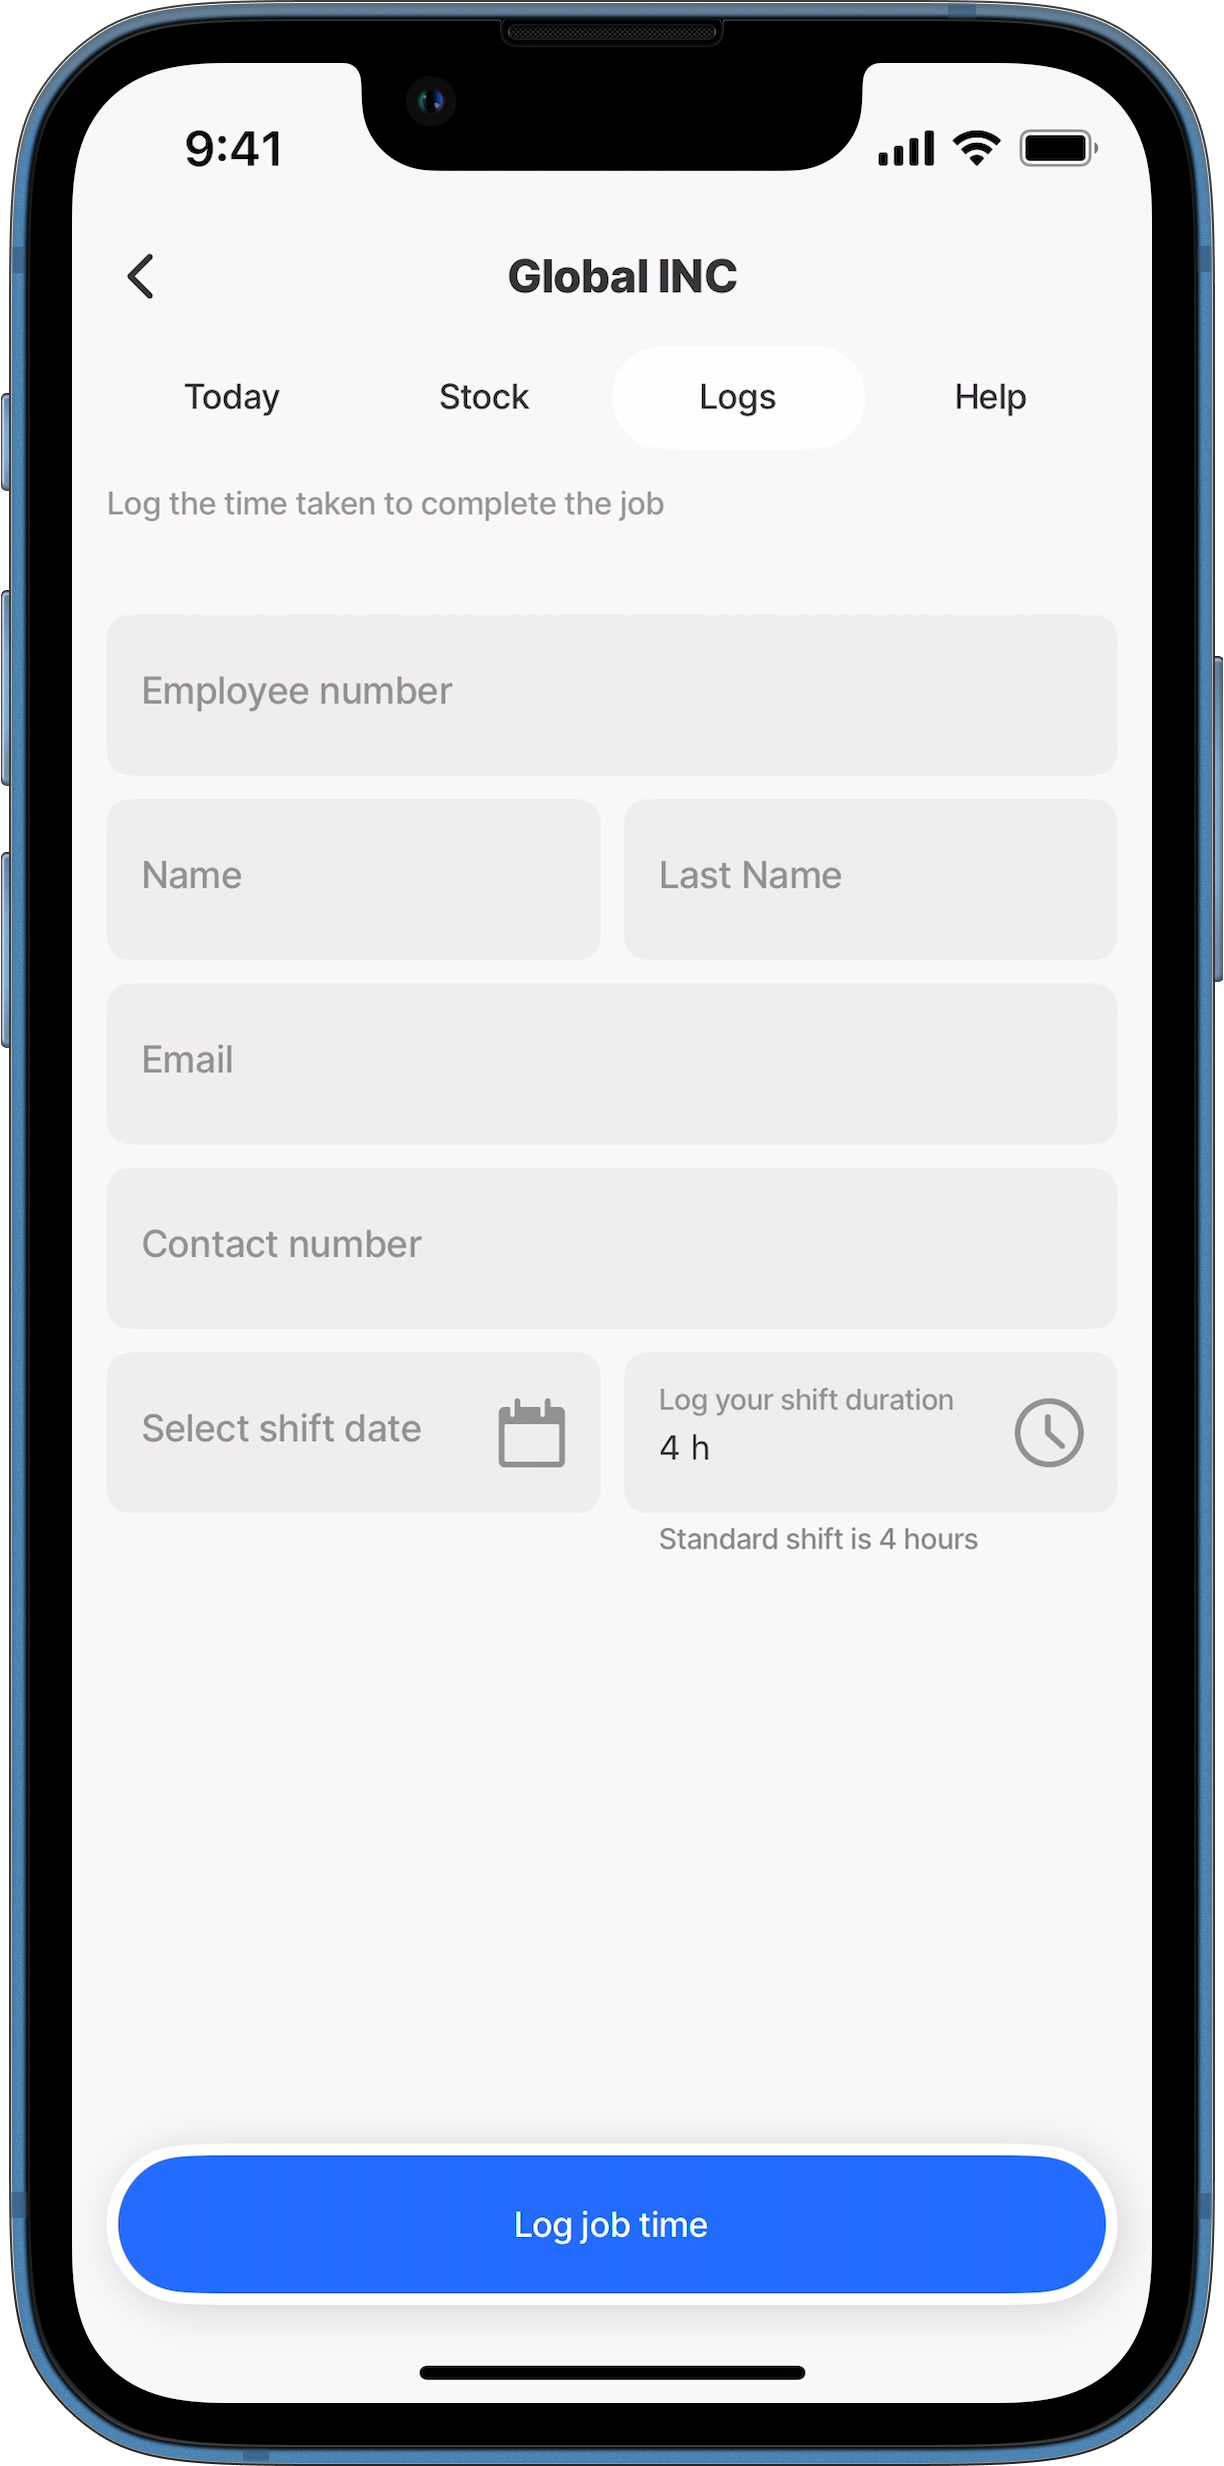 9:41
Global INC
Today Stock Logs Help
Log the time taken to complete the job
Employee number
Name Last Name
Email
Contact number
Select shift date
Log your shift duration
4 h
Standard shift is 4 hours
Log job time